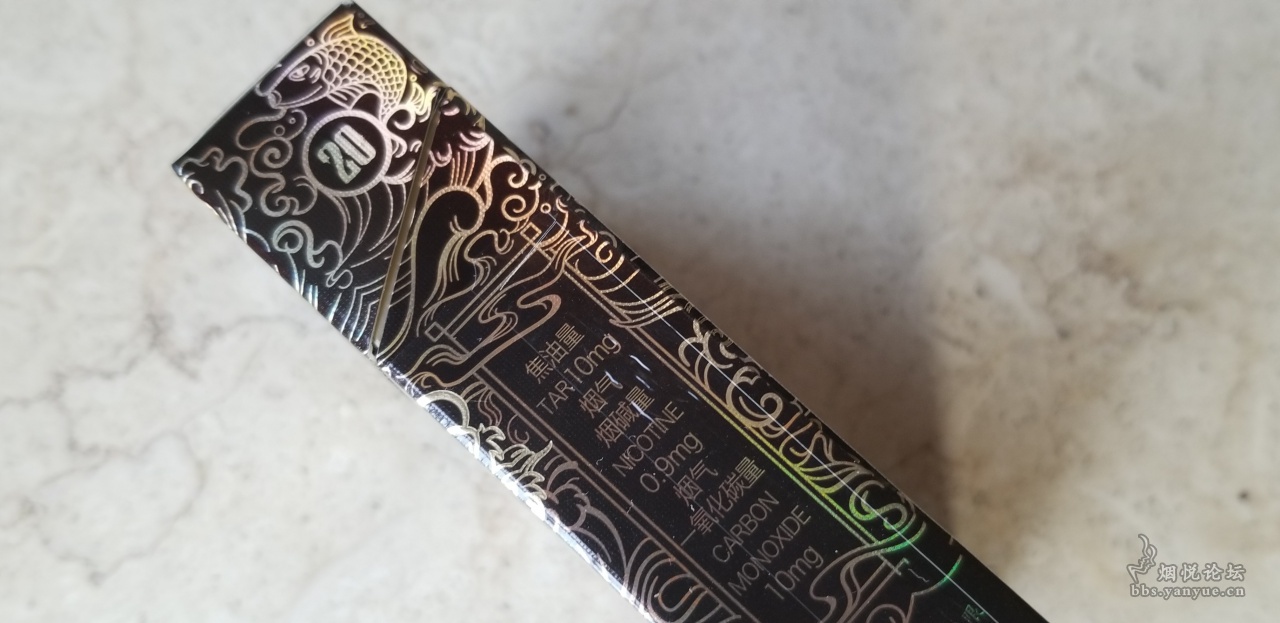 20
焦油量
TAR10mg
烟气
烟碱量
NICOTINE
0.9mg
烟气
一氧化碳量
CARBON
MONOXIDE
10mg
烟悦论坛
bbs.yanyue.cn